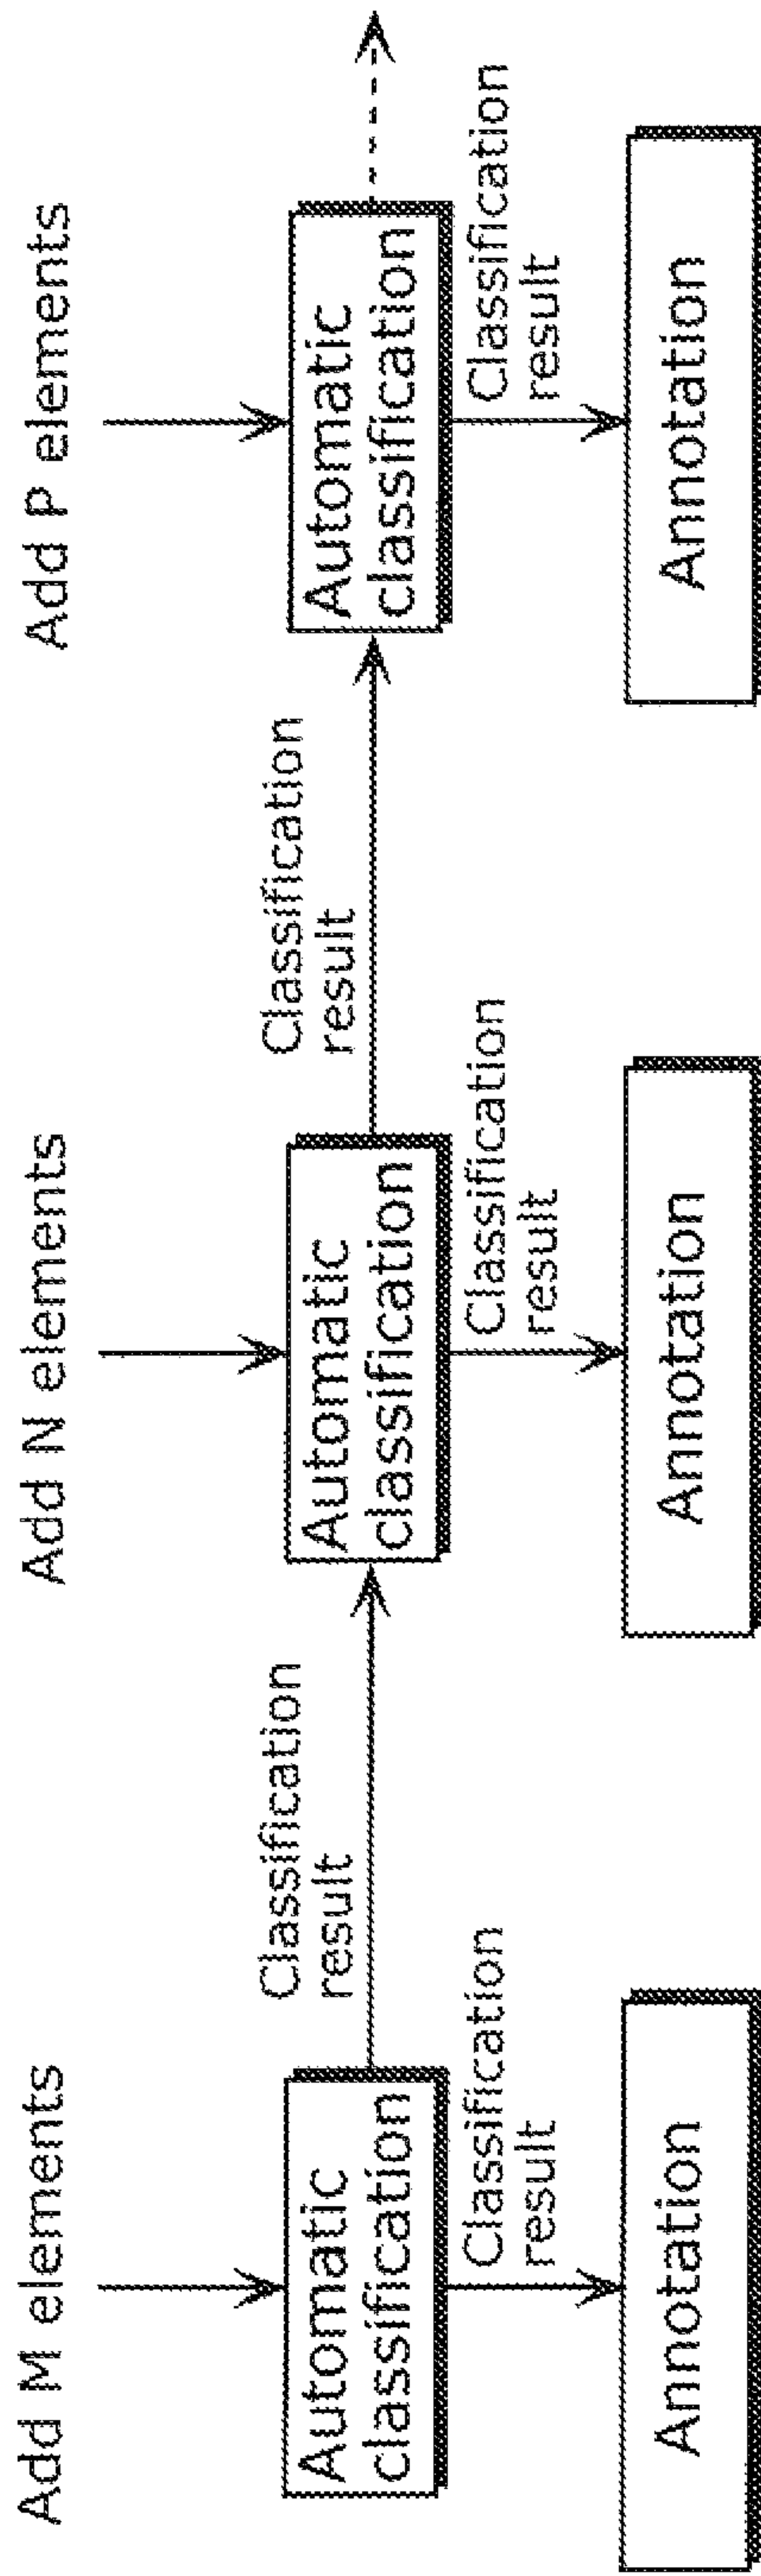 Add M elements
Add N elements
Add P elements
Automatic
classification
Classification
result
Automatic
classification
Classification
result
Automatic
classification
Classification
result
Classification
result
Classification
result
Annotation
Annotation
Annotation